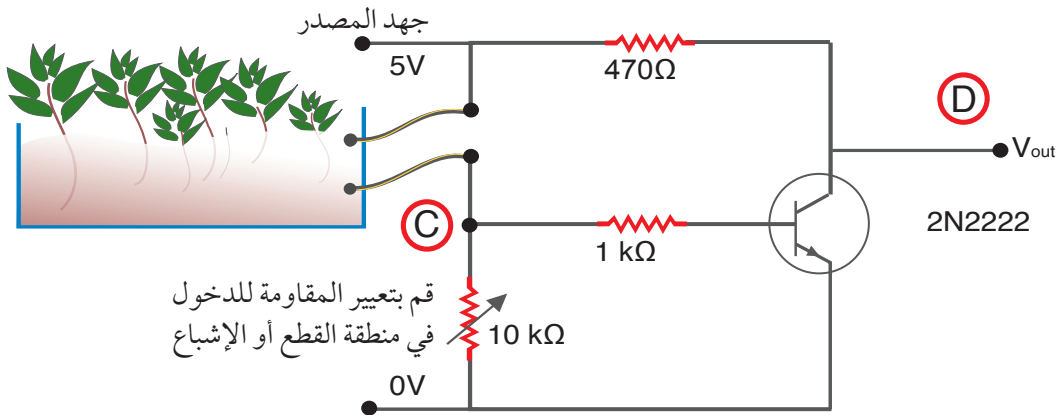 جهد المصدر
5V
470Ω
D
Vout
C
1 kΩ
2N2222
قم بتعيير المقاومة للدخول
في منطقة القطع أو الإشباع
10 kΩ
0V